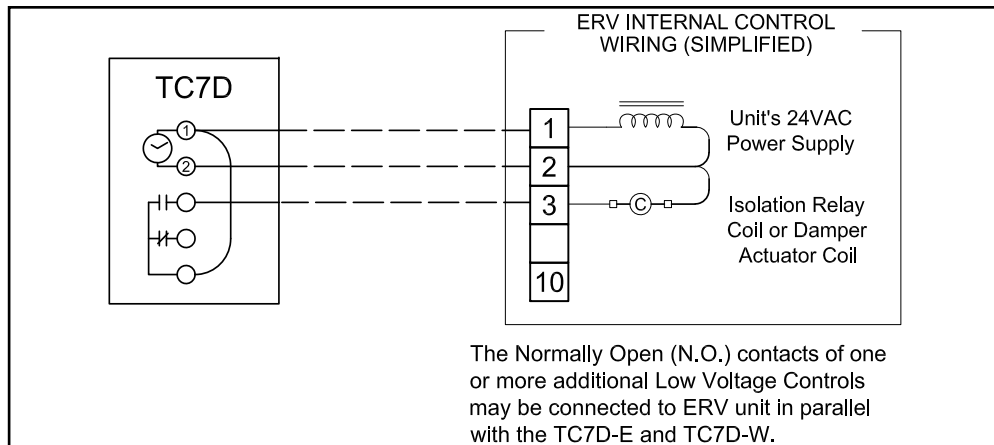 ERV INTERNAL CONTROL
WIRING (SIMPLIFIED)
TC7D
1
2
1
2
3
10
Unit's 24VAC
Power Supply
C
Isolation Relay
Coil or Damper
Actuator Coil
The Normally Open (N.O.) contacts of one
or more additional Low Voltage Controls
may be connected to ERV unit in parallel
with the TC7D-E and TC7D-W.